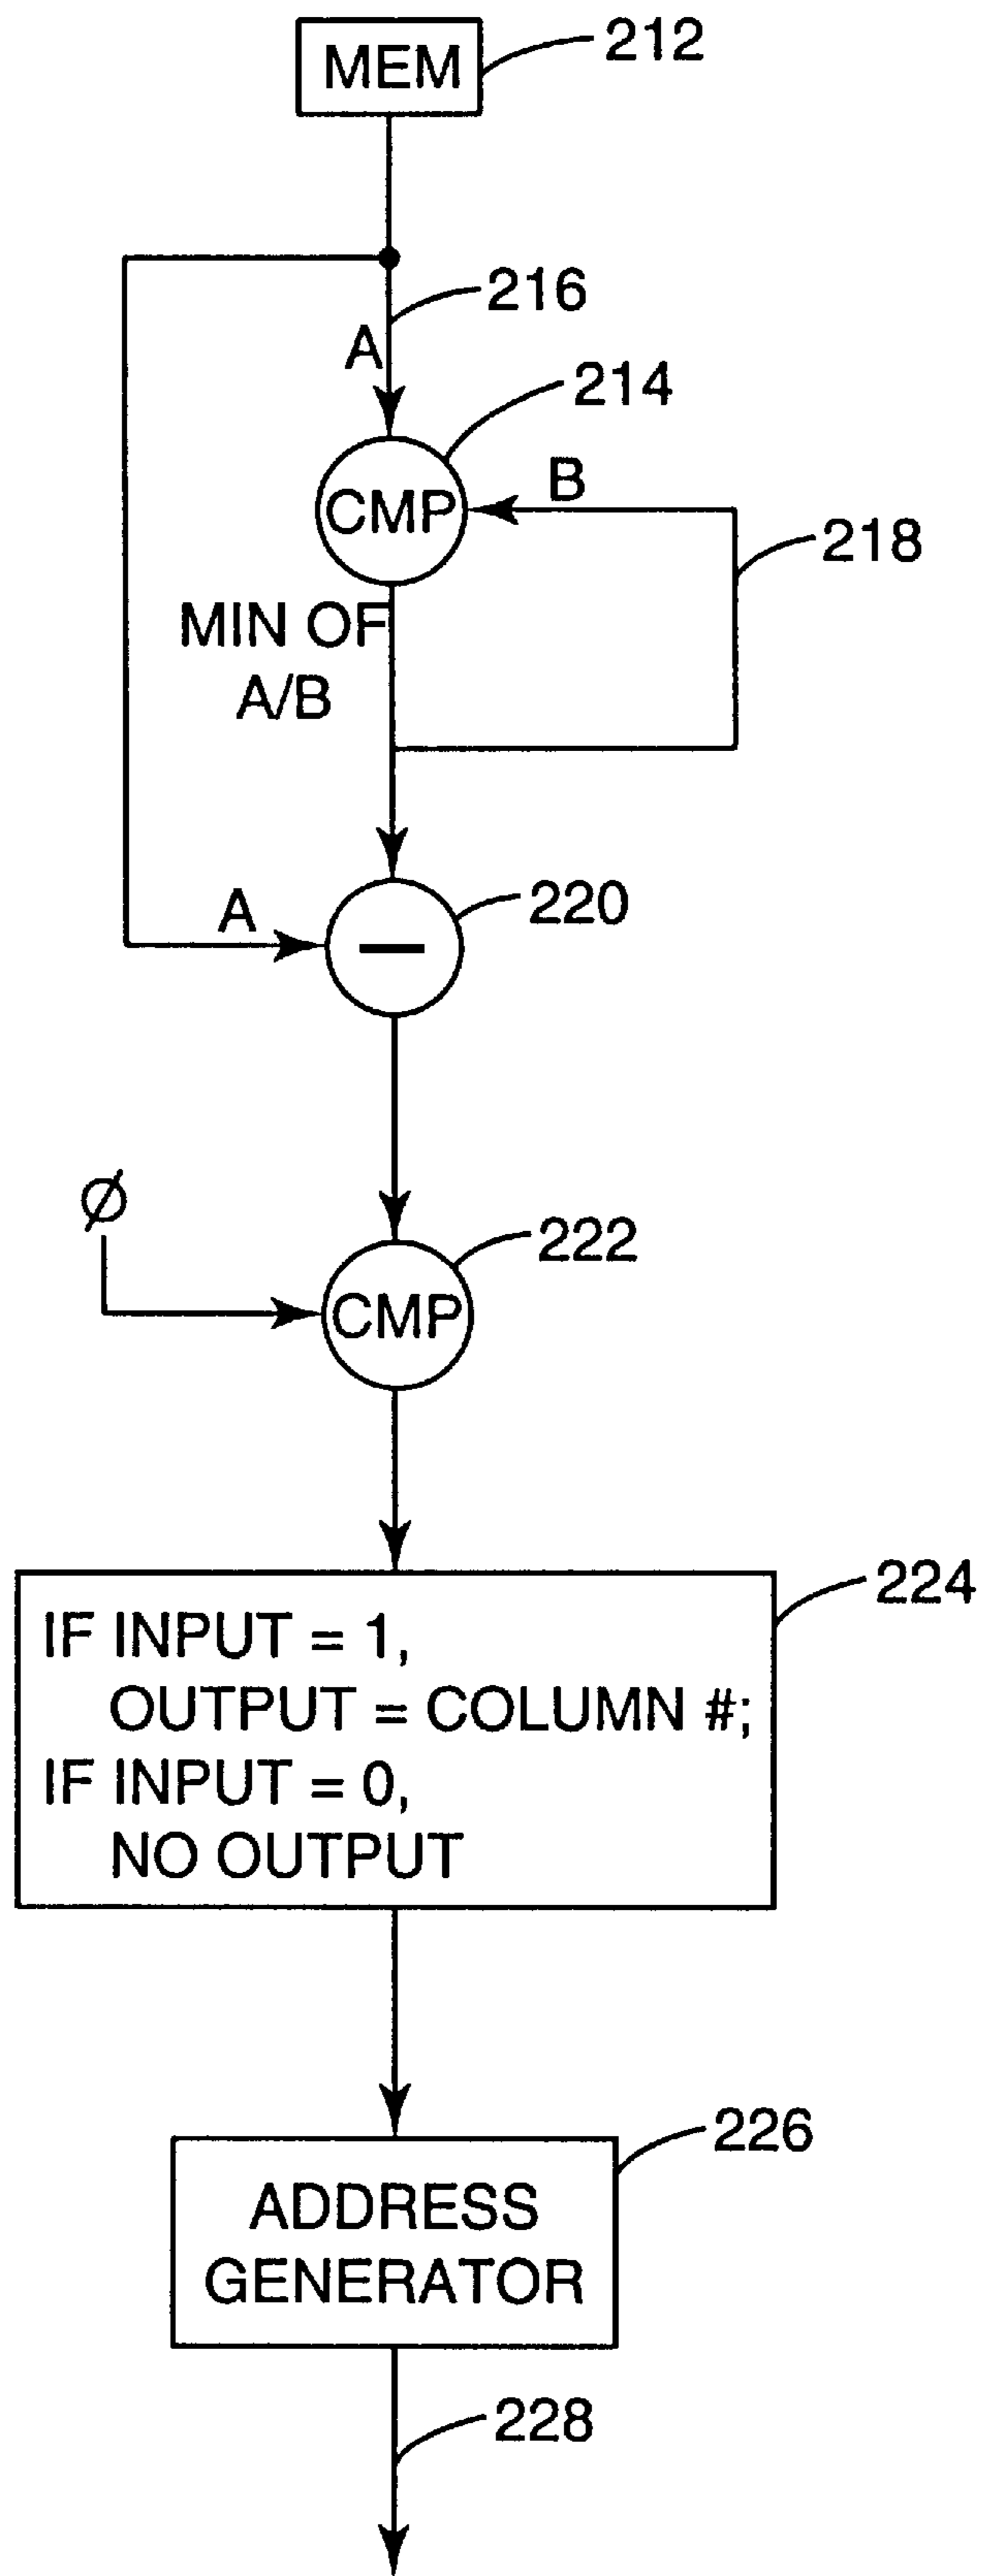 MEM
212
216
A
214
CMP
B
218
MIN OF
A/B
A
220
—
Ø
222
CMP
224
IF INPUT = 1,
OUTPUT = COLUMN #;
IF INPUT = 0,
NO OUTPUT
226
ADDRESS
GENERATOR
228